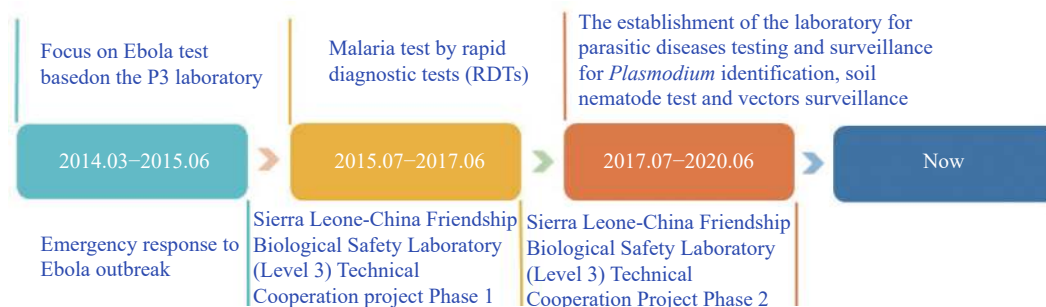 Focus on Ebola test
basedon the P3 laboratory
Malaria test by rapid
diagnostic tests (RDTs)
The establishment of the laboratory for
parasitic diseases testing and surveillance
for Plasmodium identification, soil
nematode test and vectors surveillance
2014.03−2015.06
2015.07−2017.06
2017.07−2020.06
Now
Emergency response to
Ebola outbreak
Sierra Leone-China Friendship
Biological Safety Laboratory
(Level 3) Technical
Cooperation project Phase 1
Sierra Leone-China Friendship
Biological Safety Laboratory
(Level 3) Technical
Cooperation Project Phase 2